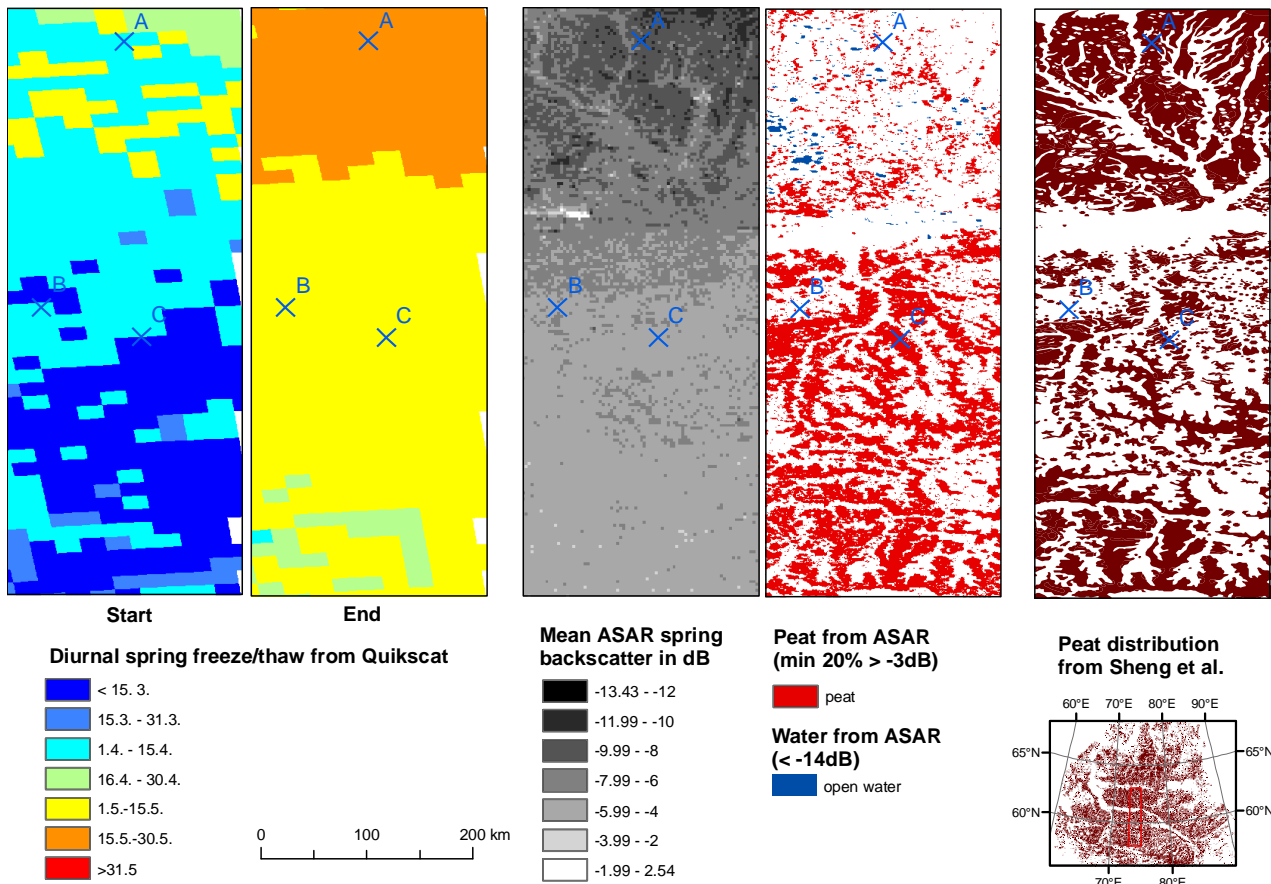 A
A
A
A
A
B
B
B
B
B
C
C
C
C
C
Start
End
Diurnal spring freeze/thaw from Quikscat
< 15. 3.
15.3. - 31.3.
1.4. - 15.4.
16.4. - 30.4.
1.5.-15.5.
15.5.-30.5.
>31.5
0 100 200 km
Mean ASAR spring
backscatter in dB
-13.43 - -12
-11.99 - -10
-9.99 - -8
-7.99 - -6
-5.99 - -4
-3.99 - -2
-1.99 - 2.54
Peat from ASAR
(min 20% > -3dB)
peat
Water from ASAR
(< -14dB)
open water
Peat distribution
from Sheng et al.
60°E 70°E 80°E 90°E
65°N 65°N
60°N 60°N
70°E 80°E